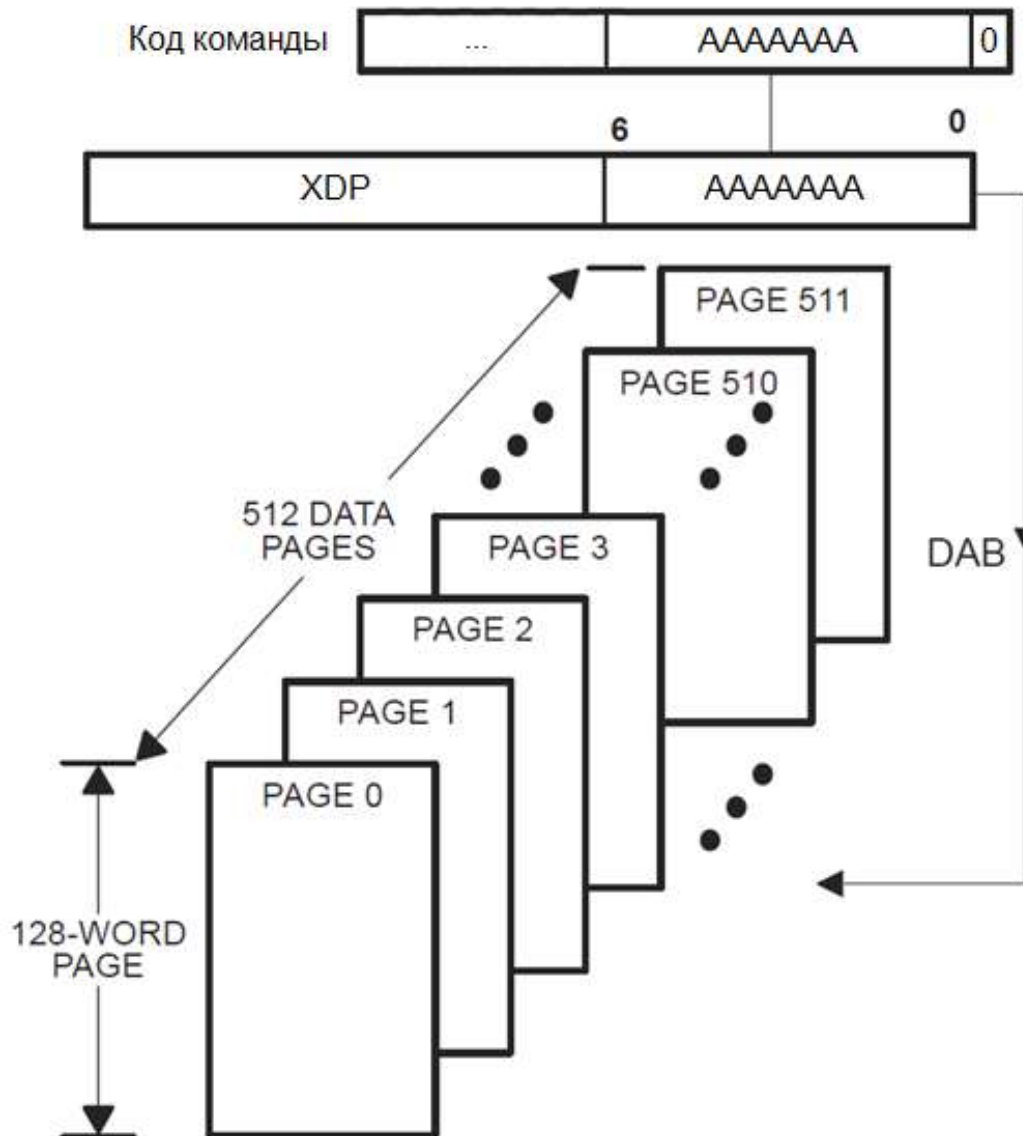 Код команды ... AAAAAAA 0
6 0
XDP AAAAAAA
PAGE 511
PAGE 510
512 DATA
PAGES
PAGE 3
DAB
PAGE 2
PAGE 1
PAGE 0
128-WORD
PAGE